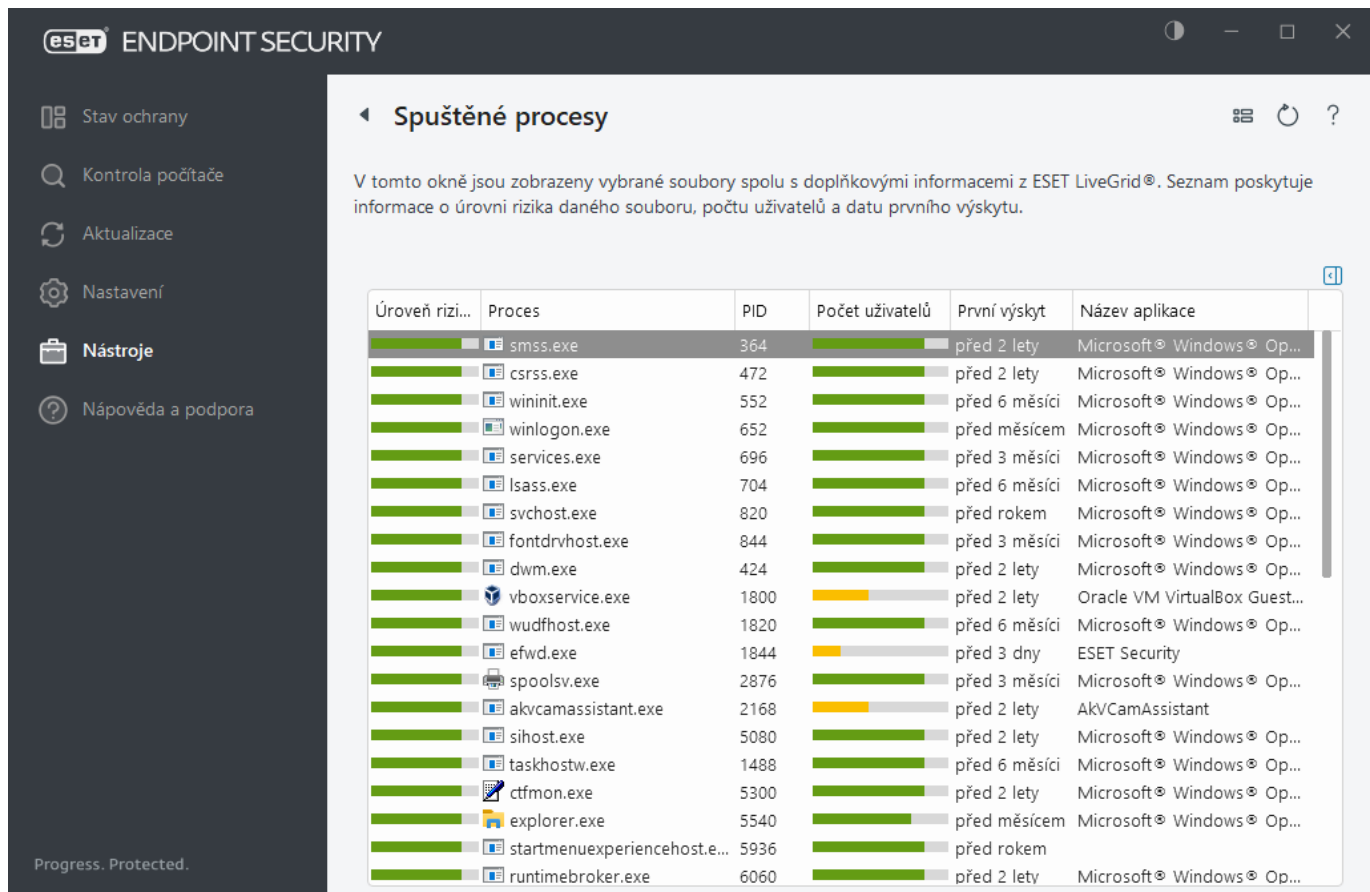 eset ENDPOINT SECURITY
Stav ochrany
Kontrola počítače
Aktualizace
Nastavení
Nástroje
Nápověda a podpora
Progress. Protected.
Spuštěné procesy
?
V tomto okně jsou zobrazeny vybrané soubory spolu s doplňkovými informacemi z ESET LiveGrid®. Seznam poskytuje
informace o úrovni rizika daného souboru, počtu uživatelů a datu prvního výskytu.
Úroveň rizi... Proces PID Počet uživatelů První výskyt Název aplikace
smss.exe 364 před 2 lety Microsoft® Windows® Op...
csrss.exe 472 před 2 lety Microsoft® Windows® Op...
wininit.exe 552 před 6 měsíci Microsoft® Windows® Op...
winlogon.exe 652 před měsícem Microsoft® Windows® Op...
services.exe 696 před 3 měsíci Microsoft® Windows® Op...
lsass.exe 704 před 6 měsíci Microsoft® Windows® Op...
svchost.exe 820 před rokem Microsoft® Windows® Op...
fontdrvhost.exe 844 před 3 měsíci Microsoft® Windows® Op...
dwm.exe 424 před 2 lety Microsoft® Windows® Op...
vboxservice.exe 1800 před 2 lety Oracle VM VirtualBox Guest...
wudfhost.exe 1820 před 6 měsíci Microsoft® Windows® Op...
efwd.exe 1844 před 3 dny ESET Security
spoolsv.exe 2876 před 3 měsíci Microsoft® Windows® Op...
akvcamassistant.exe 2168 před 2 lety AkVCamAssistant
sihost.exe 5080 před 2 lety Microsoft® Windows® Op...
taskhostw.exe 1488 před 6 měsíci Microsoft® Windows® Op...
ctfmon.exe 5300 před 2 lety Microsoft® Windows® Op...
explorer.exe 5540 před měsícem Microsoft® Windows® Op...
startmenuexperiencehost.e... 5936 před rokem
runtimebroker.exe 6060 před 2 lety Microsoft® Windows® Op...